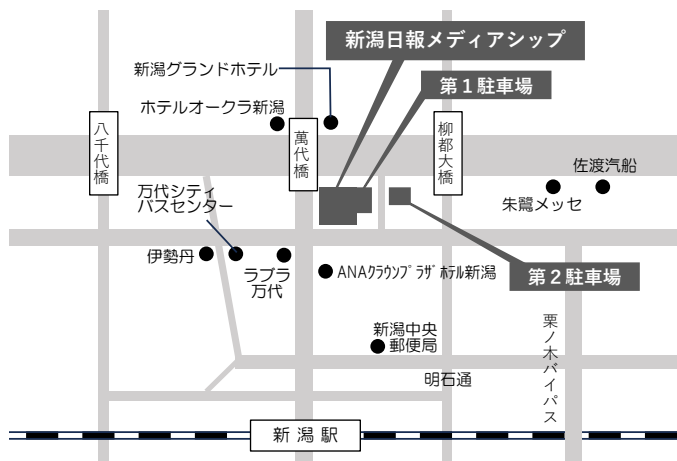 新潟日報メディアシップ
新潟グランドホテル
第1駐車場
ホテルオークラ新潟
八千代橋
萬代橋
柳都大橋
佐渡汽船
朱鷺メッセ
万代シティ
バスセンター
伊勢丹
ラブラ
万代
ANAクラウンプラザホテル新潟
第2駐車場
新潟中央
郵便局
栗ノ木バイパス
明石通
新潟駅